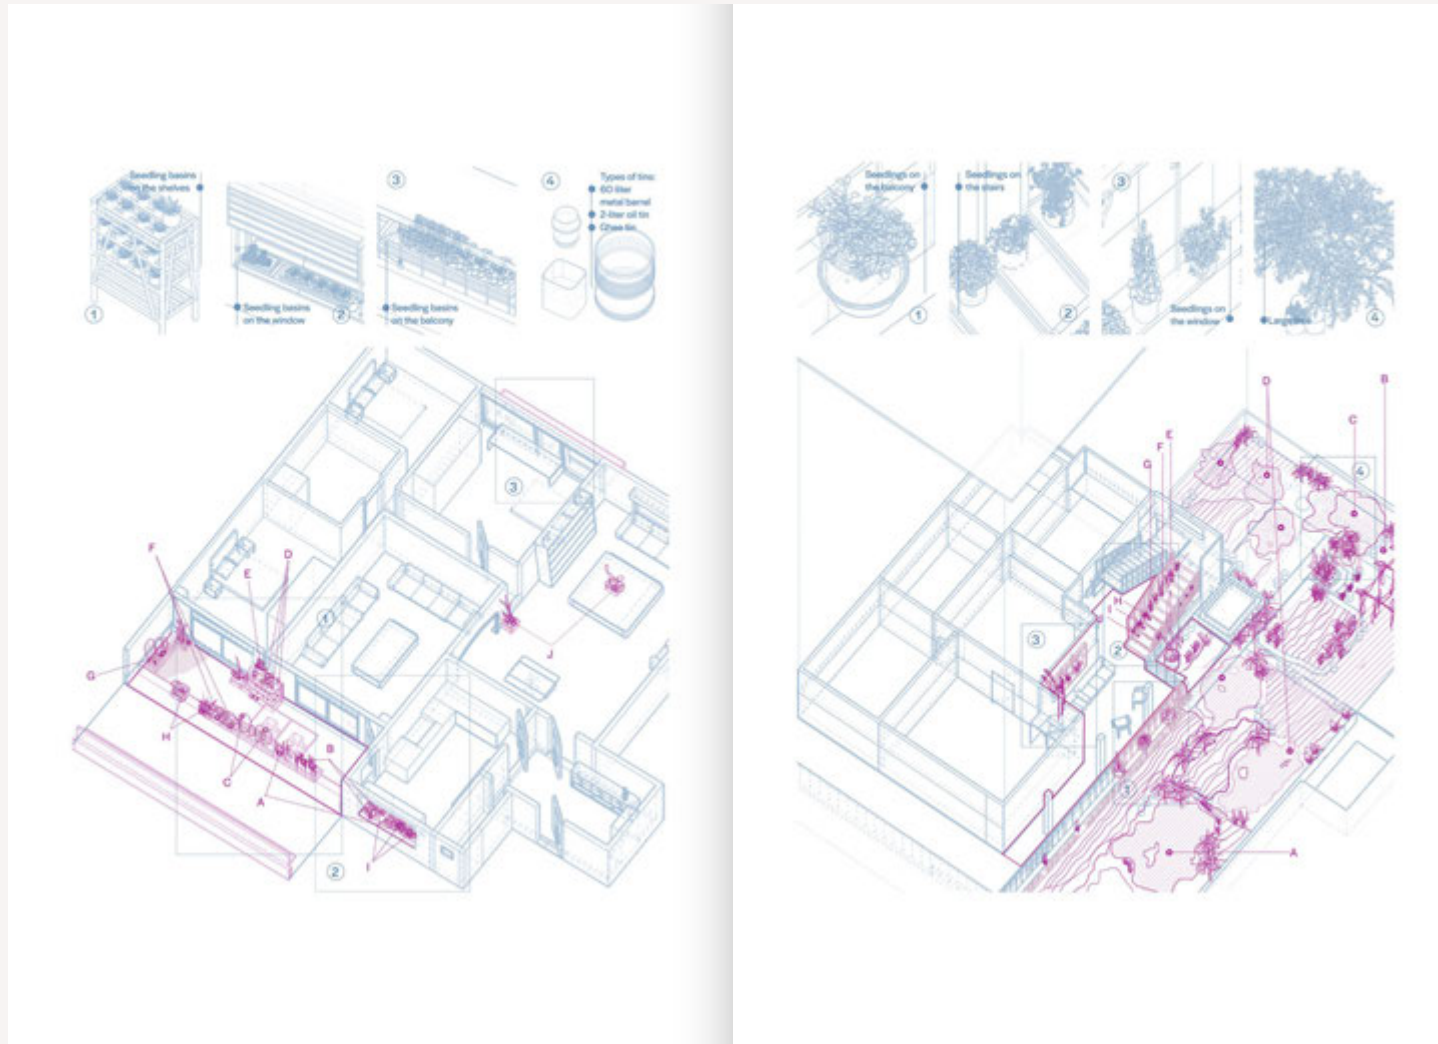 Seedling basins
on the shelves
1
Seedling basins
on the window
2
3
Seedling basins
on the balcony
4
Types of tins:
60 liter
metal barrel
2-liter oil tin
Ghee tin
3
F
D
E
1
G
J
H
B
C
A
I
2
Seedlings on
the balcony
1
Seedlings on
the stairs
2
3
Seedlings on
the window
4
D
B
C
E
F
G
4
H
I
3
2
3
A